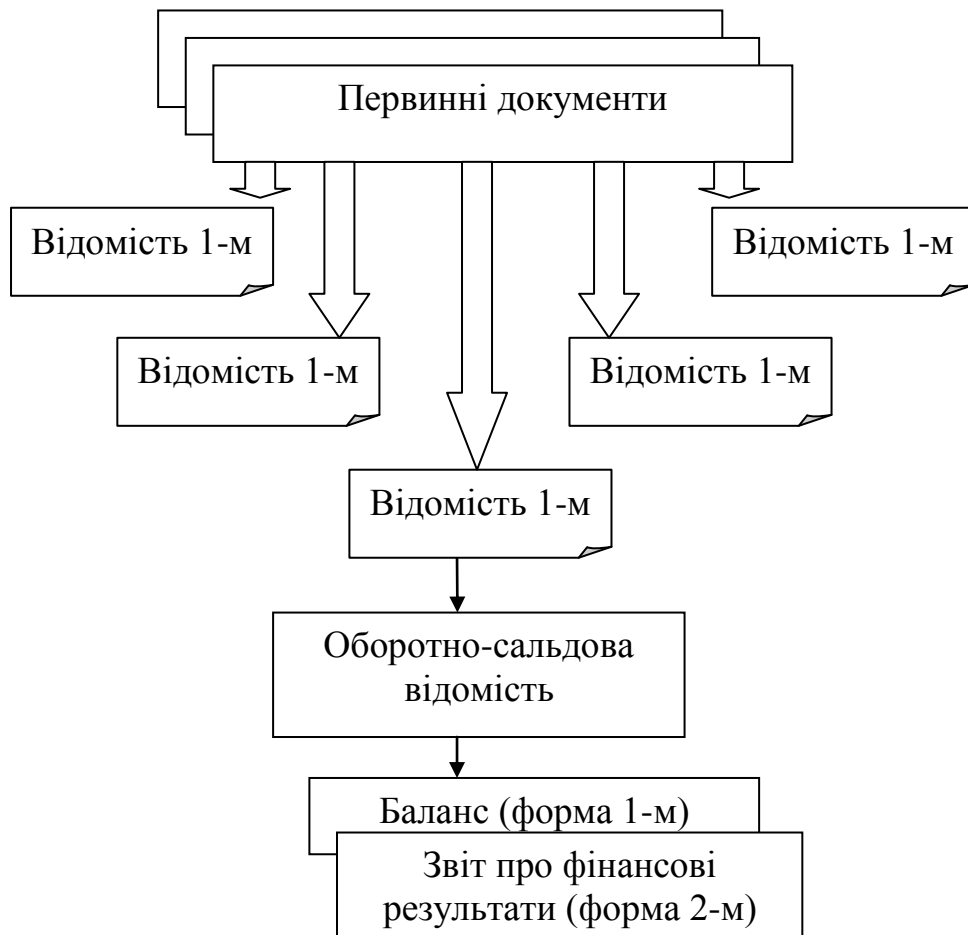 Первинні документи
Відомість 1-м
Відомість 1-м
Відомість 1-м
Відомість 1-м
Відомість 1-м
Оборотно-сальдова
відомість
Баланс (форма 1-м)
Звіт про фінансові
результати (форма 2-м)